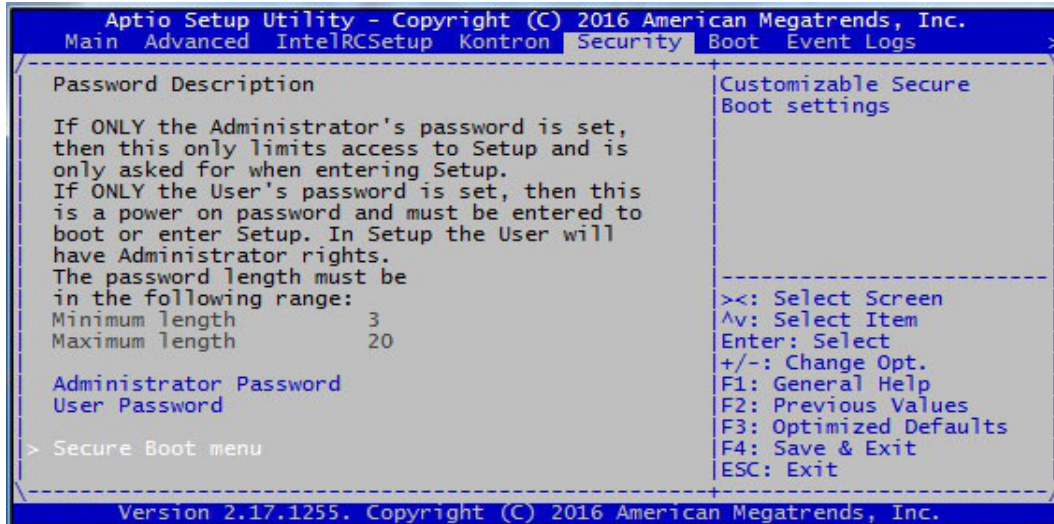 Aptio Setup Utility - Copyright (C) 2016 American Megatrends, Inc.
Main Advanced IntelRCSetup Kontron Security Boot Event Logs >
Password Description
If ONLY the Administrator's password is set,
then this only limits access to Setup and is
only asked for when entering Setup.
If ONLY the User's password is set, then this
is a power on password and must be entered to
boot or enter Setup. In Setup the User will
have Administrator rights.
The password length must be
in the following range:
Minimum length 3
Maximum length 20
Administrator Password
User Password
> Secure Boot menu
Customizable Secure
Boot settings
><: Select Screen
^v: Select Item
Enter: Select
+/-: Change Opt.
F1: General Help
F2: Previous Values
F3: Optimized Defaults
F4: Save & Exit
ESC: Exit
Version 2.17.1255. Copyright (C) 2016 American Megatrends, Inc.